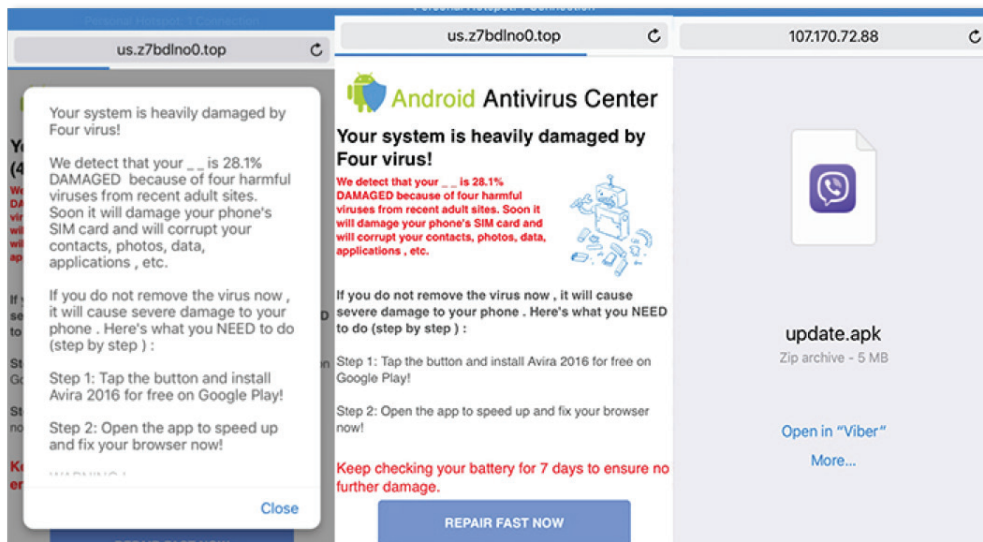 us.z7bdlno0.top
Your system is heavily damaged by
Four virus!
We detect that your _ _ is 28.1%
DAMAGED because of four harmful
viruses from recent adult sites.
Soon it will damage your phone's
SIM card and will corrupt your
contacts, photos, data,
applications , etc.
If you do not remove the virus now ,
it will cause severe damage to your
phone . Here's what you NEED to do
(step by step ) :
Step 1: Tap the button and install
Avira 2016 for free on Google Play!
Step 2: Open the app to speed up
and fix your browser now!
Close
us.z7bdlno0.top
Android Antivirus Center
Your system is heavily damaged by
Four virus!
We detect that your _ _ is 28.1%
DAMAGED because of four harmful
viruses from recent adult sites. Soon it
will damage your phone's SIM card and
will corrupt your contacts, photos, data,
applications , etc.
If you do not remove the virus now , it will cause
severe damage to your phone . Here's what you NEED
to do (step by step ) :
Step 1: Tap the button and install Avira 2016 for free on
Google Play!
Step 2: Open the app to speed up and fix your browser
now!
Keep checking your battery for 7 days to ensure no
further damage.
REPAIR FAST NOW
107.170.72.88
update.apk
Zip archive - 5 MB
Open in “Viber”
More...